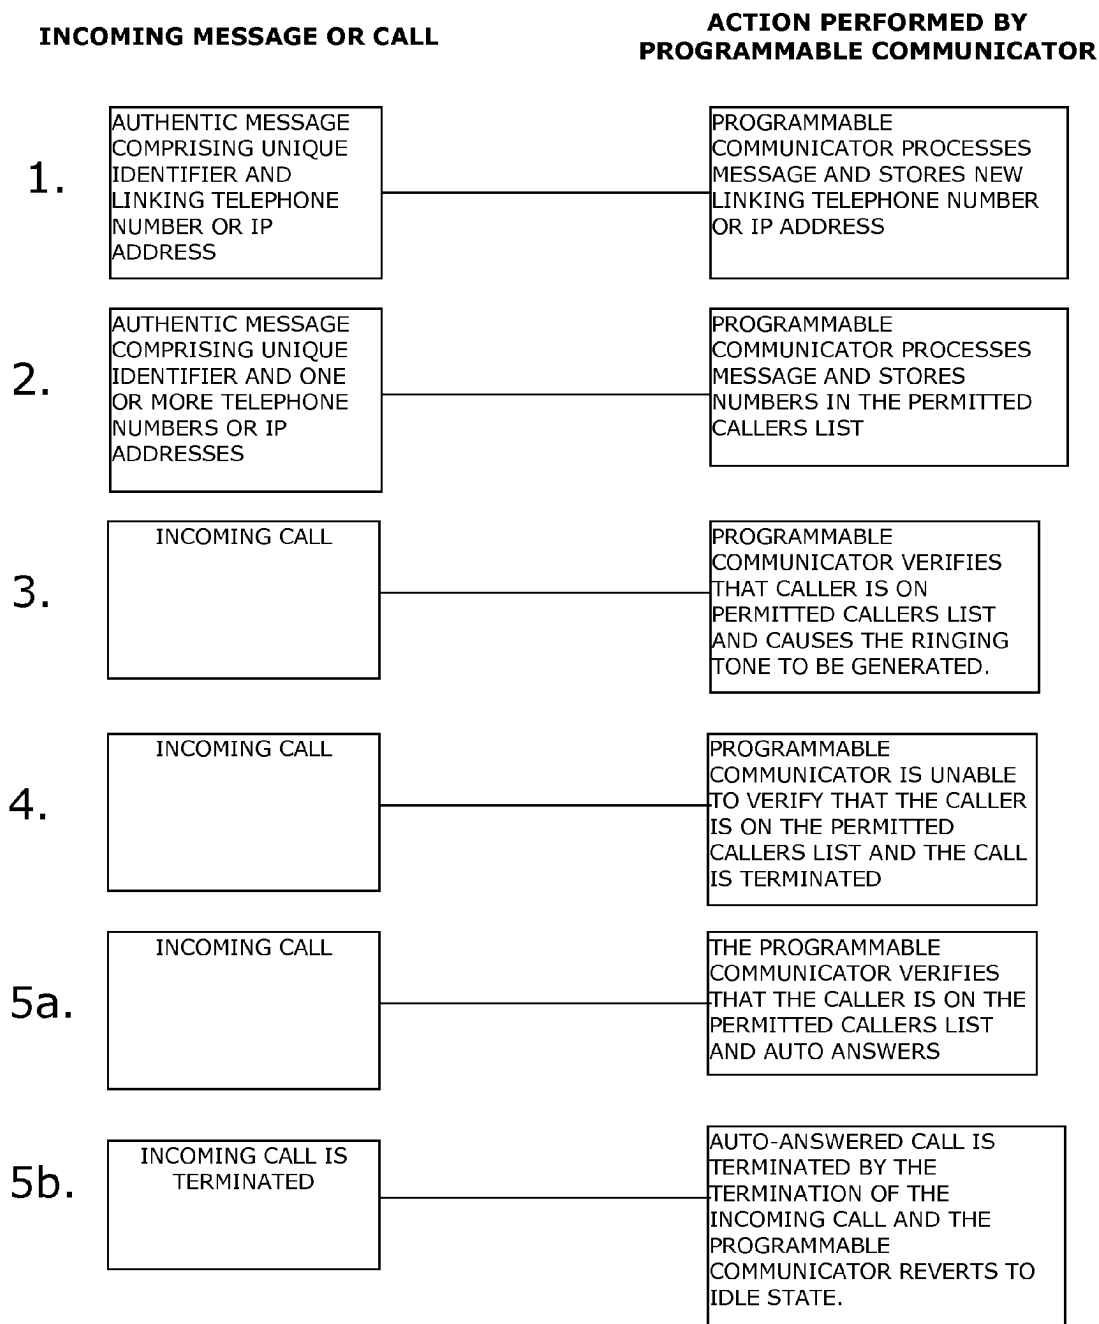 INCOMING MESSAGE OR CALL
ACTION PERFORMED BY
PROGRAMMABLE COMMUNICATOR
1.
AUTHENTIC MESSAGE
COMPRISING UNIQUE
IDENTIFIER AND
LINKING TELEPHONE
NUMBER OR IP
ADDRESS
PROGRAMMABLE
COMMUNICATOR PROCESSES
MESSAGE AND STORES NEW
LINKING TELEPHONE NUMBER
OR IP ADDRESS
2.
AUTHENTIC MESSAGE
COMPRISING UNIQUE
IDENTIFIER AND ONE
OR MORE TELEPHONE
NUMBERS OR IP
ADDRESSES
PROGRAMMABLE
COMMUNICATOR PROCESSES
MESSAGE AND STORES
NUMBERS IN THE PERMITTED
CALLERS LIST
3.
INCOMING CALL
PROGRAMMABLE
COMMUNICATOR VERIFIES
THAT CALLER IS ON
PERMITTED CALLERS LIST
AND CAUSES THE RINGING
TONE TO BE GENERATED.
4.
INCOMING CALL
PROGRAMMABLE
COMMUNICATOR IS UNABLE
TO VERIFY THAT THE CALLER
IS ON THE PERMITTED
CALLERS LIST AND THE CALL
IS TERMINATED
5a.
INCOMING CALL
THE PROGRAMMABLE
COMMUNICATOR VERIFIES
THAT THE CALLER IS ON THE
PERMITTED CALLERS LIST
AND AUTO ANSWERS
5b.
INCOMING CALL IS
TERMINATED
AUTO-ANSWERED CALL IS
TERMINATED BY THE
TERMINATION OF THE
INCOMING CALL AND THE
PROGRAMMABLE
COMMUNICATOR REVERTS TO
IDLE STATE.